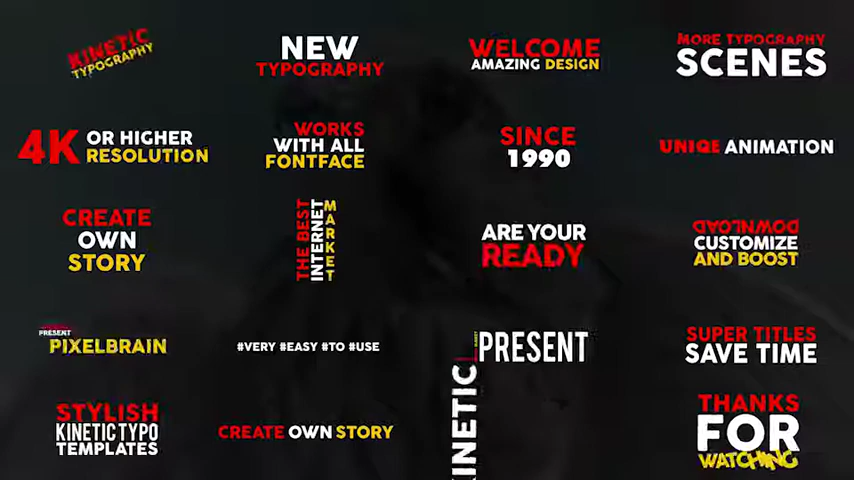 KINETIC
TYPOGRAPHY
NEW
TYPOGRAPHY
WELCOME
AMAZING DESIGN
MORE TYPOGRAPHY
SCENES
4K
OR HIGHER
RESOLUTION
WORKS
WITH ALL
FONTFACE
SINCE
1990
UNIQE ANIMATION
CREATE
OWN
STORY
THE BEST
INTERNET
MARKET
ARE YOUR
READY
DOWNLOAD
CUSTOMIZE
AND BOOST
PRESENT
PIXELBRAIN
#VERY #EASY #TO #USE
KINETIC
PRESENT
SUPER TITLES
SAVE TIME
STYLISH
KINETIC TYPO
TEMPLATES
CREATE OWN STORY
THANKS
FOR
WATCHING